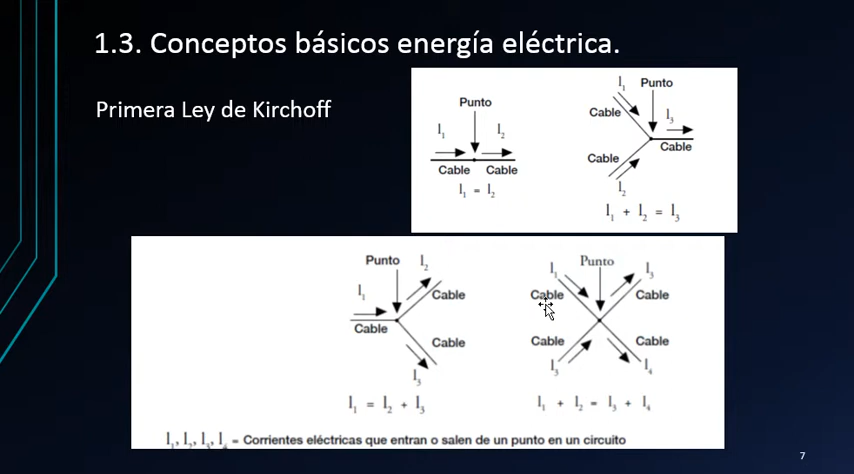 1.3. Conceptos básicos energía eléctrica.
Primera Ley de Kirchoff
Punto
I₁ I₂
Cable Cable
I₁ = I₂
I₁ Punto
Cable I₃
Cable
Cable
I₂
I₁ + I₂ = I₃
Punto I₂
I₁ Cable
Cable
Cable
I₃
I₁ = I₂ + I₃
I₁ Punto I₃
Cable Cable
Cable Cable
I₃ I₄
I₁ + I₂ = I₃ + I₄
I₁, I₂, I₃, I₄ = Corrientes eléctricas que entran o salen de un punto en un circuito
7